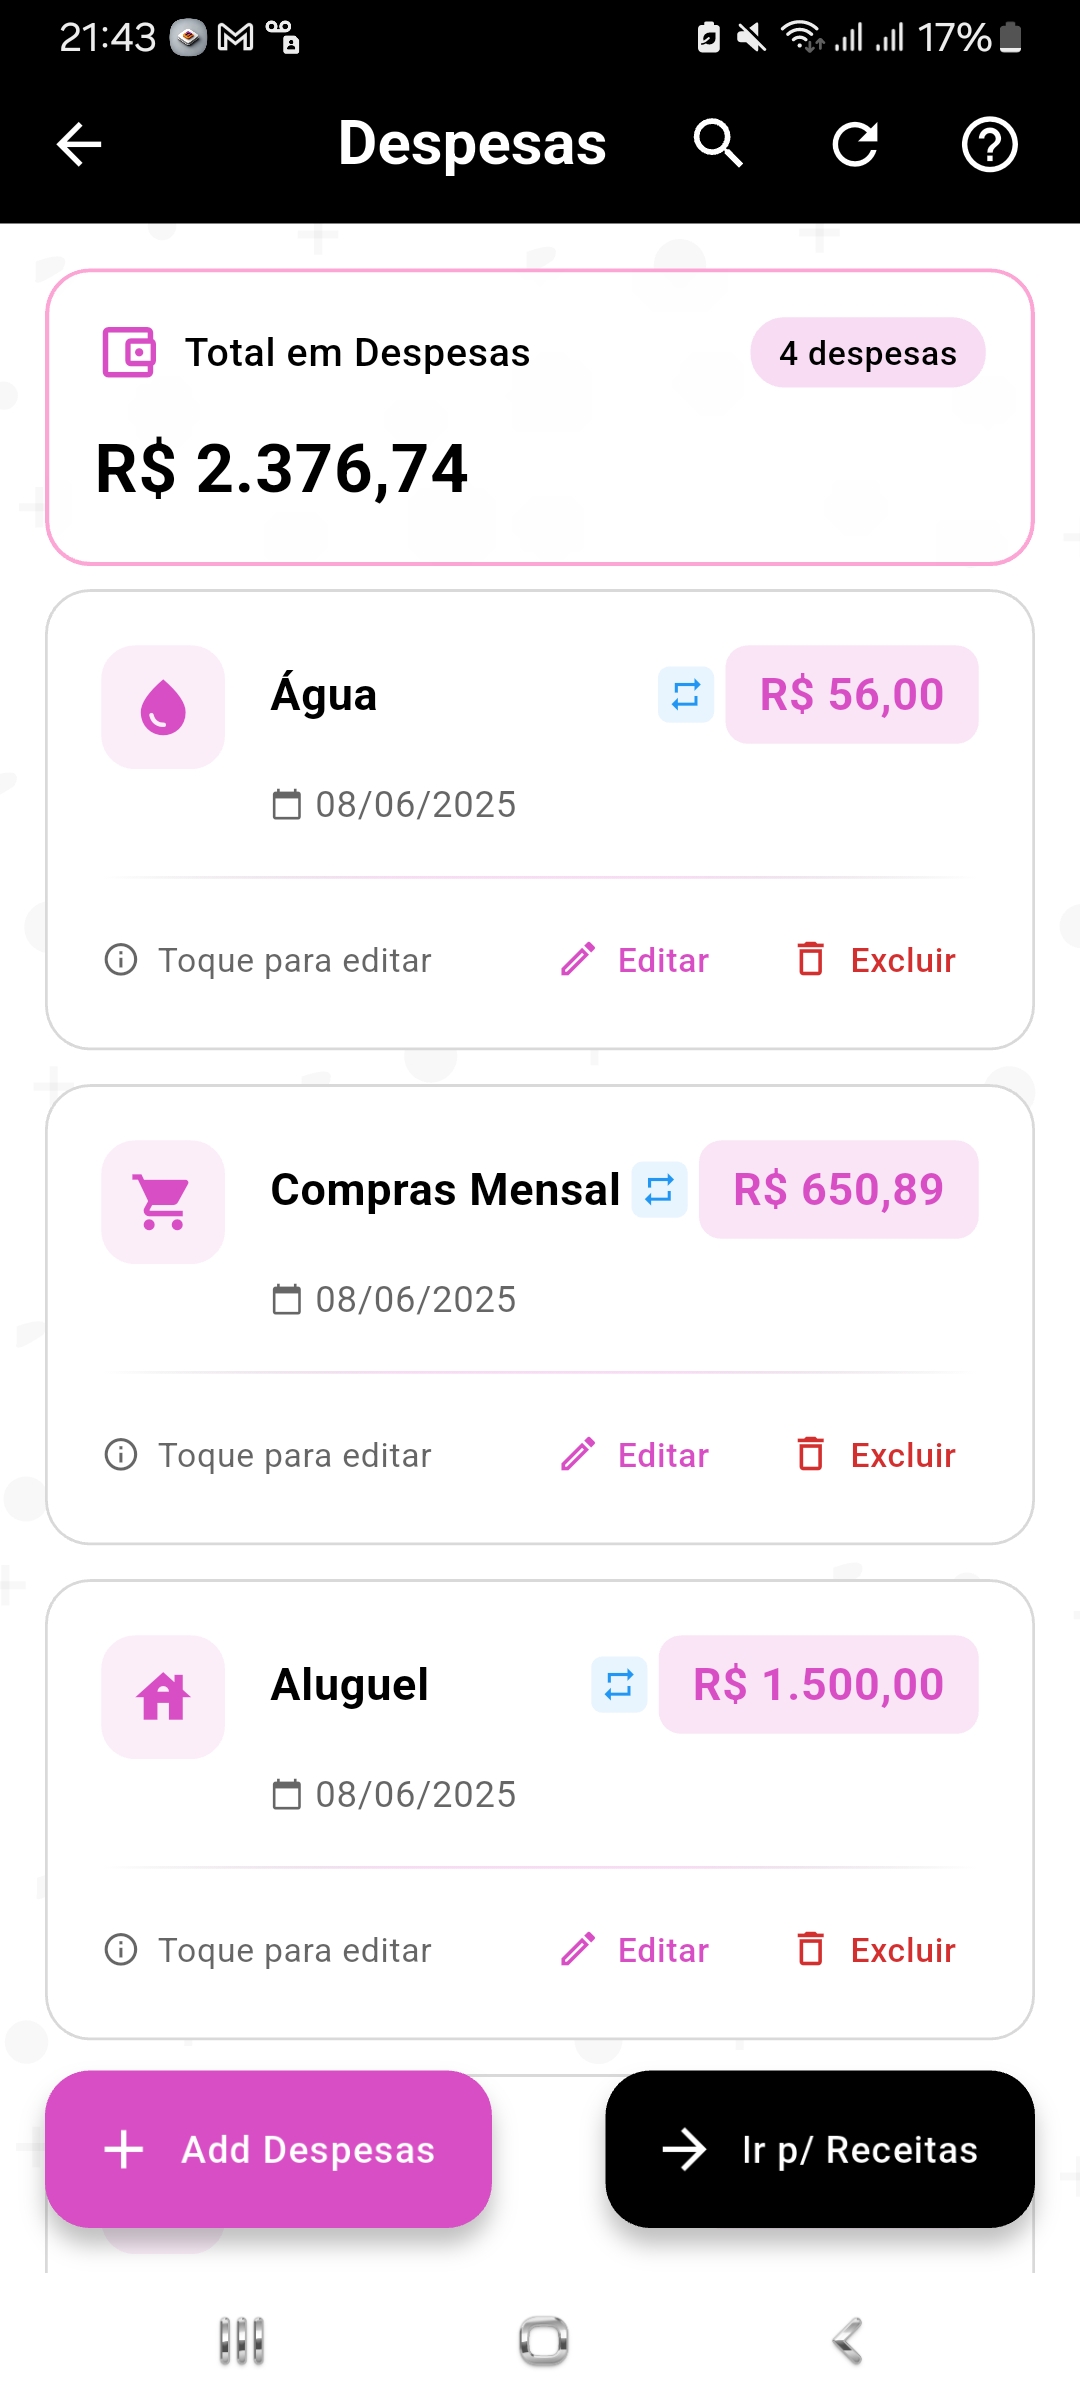 21:43 17%
Despesas
Total em Despesas 4 despesas
R$ 2.376,74
Água R$ 56,00
08/06/2025
Toque para editar Editar Excluir
Compras Mensal R$ 650,89
08/06/2025
Toque para editar Editar Excluir
Aluguel R$ 1.500,00
08/06/2025
Toque para editar Editar Excluir
Add Despesas Ir p/ Receitas